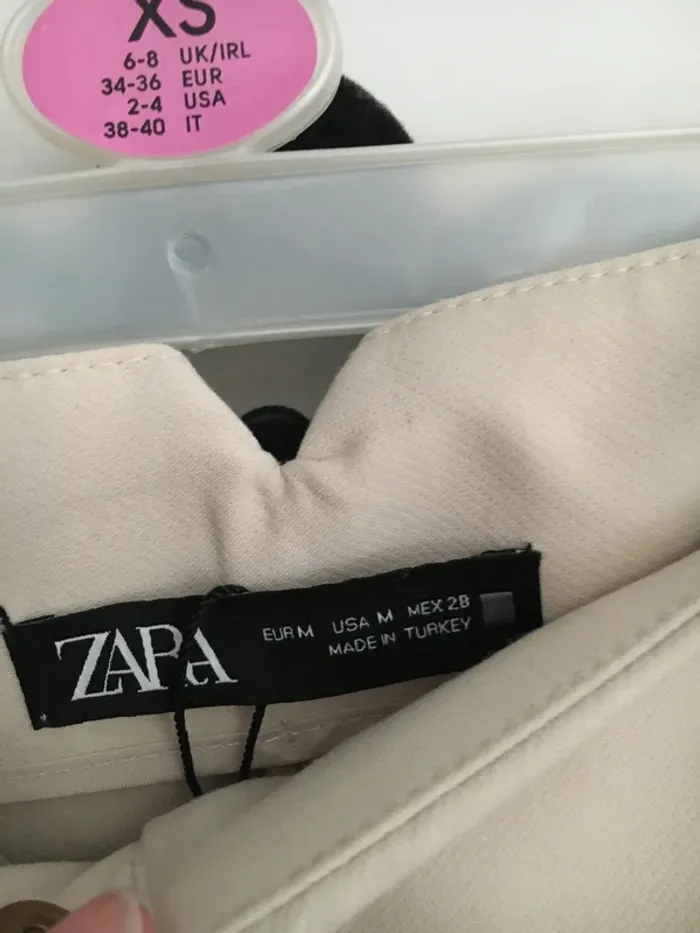 XS
6-8 UK/IRL
34-36 EUR
2-4 USA
38-40 IT
ZARA
EUR M USA M MEX 28
MADE IN TURKEY